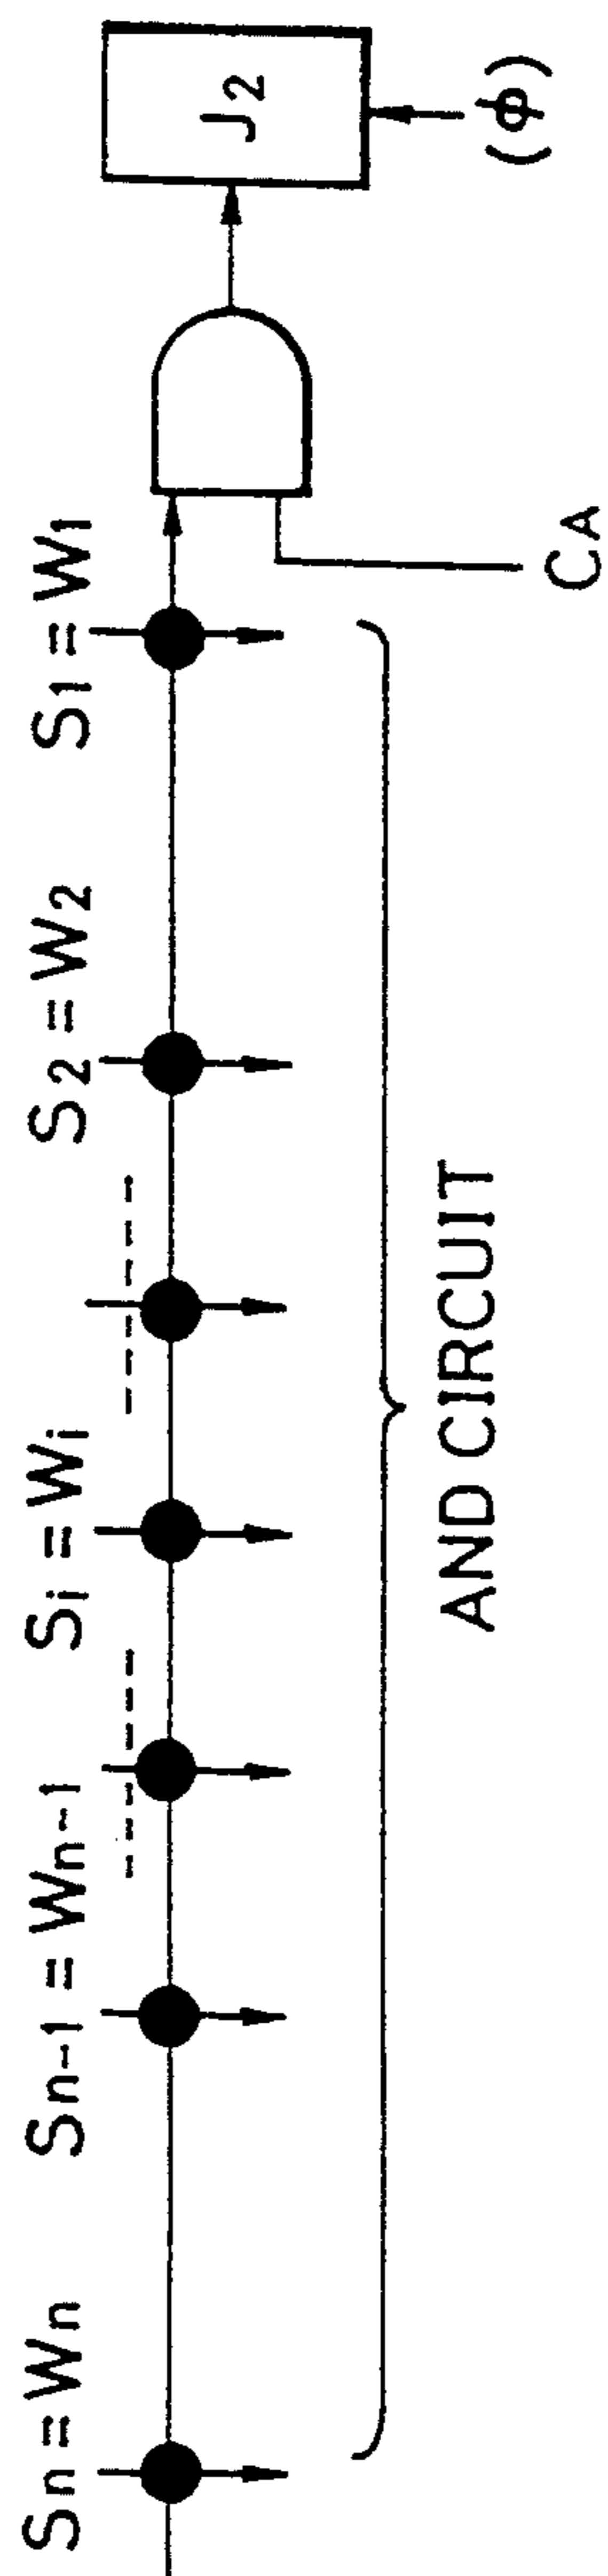 Sn = Wn
Sn-1 = Wn-1
Si = Wi
S2 = W2
S1 = W1
J2
(ϕ)
CA
AND CIRCUIT